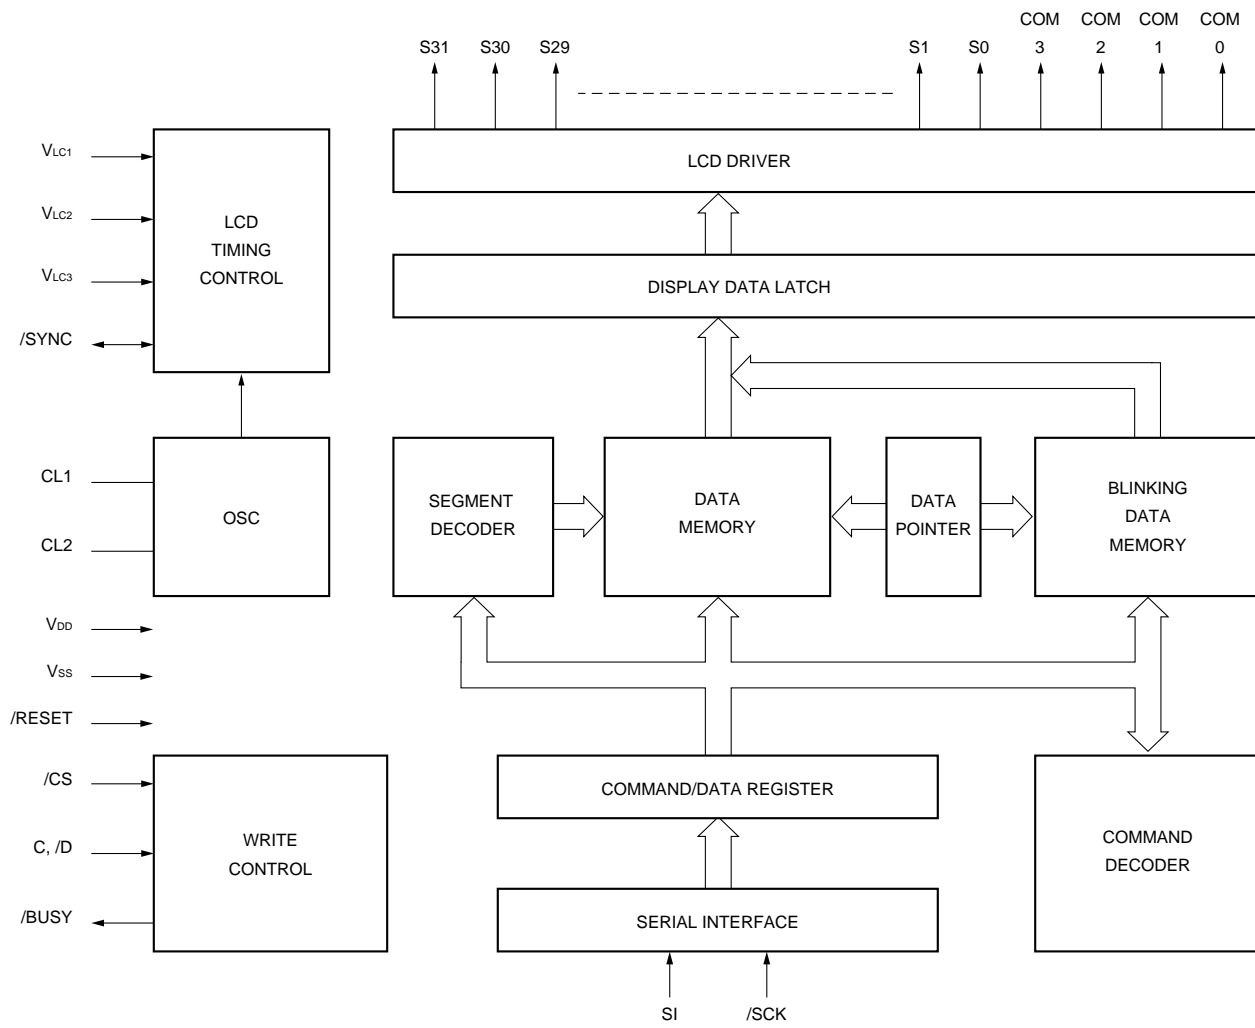 COM COM COM COM
S31 S30 S29 S1 S0 3 2 1 0
VLC1
VLC2
VLC3
/SYNC
LCD
TIMING
CONTROL
LCD DRIVER
DISPLAY DATA LATCH
CL1
CL2
OSC
SEGMENT
DECODER
DATA
MEMORY
DATA
POINTER
BLINKING
DATA
MEMORY
VDD
VSS
/RESET
/CS
C, /D
/BUSY
WRITE
CONTROL
COMMAND/DATA REGISTER
SERIAL INTERFACE
COMMAND
DECODER
SI /SCK